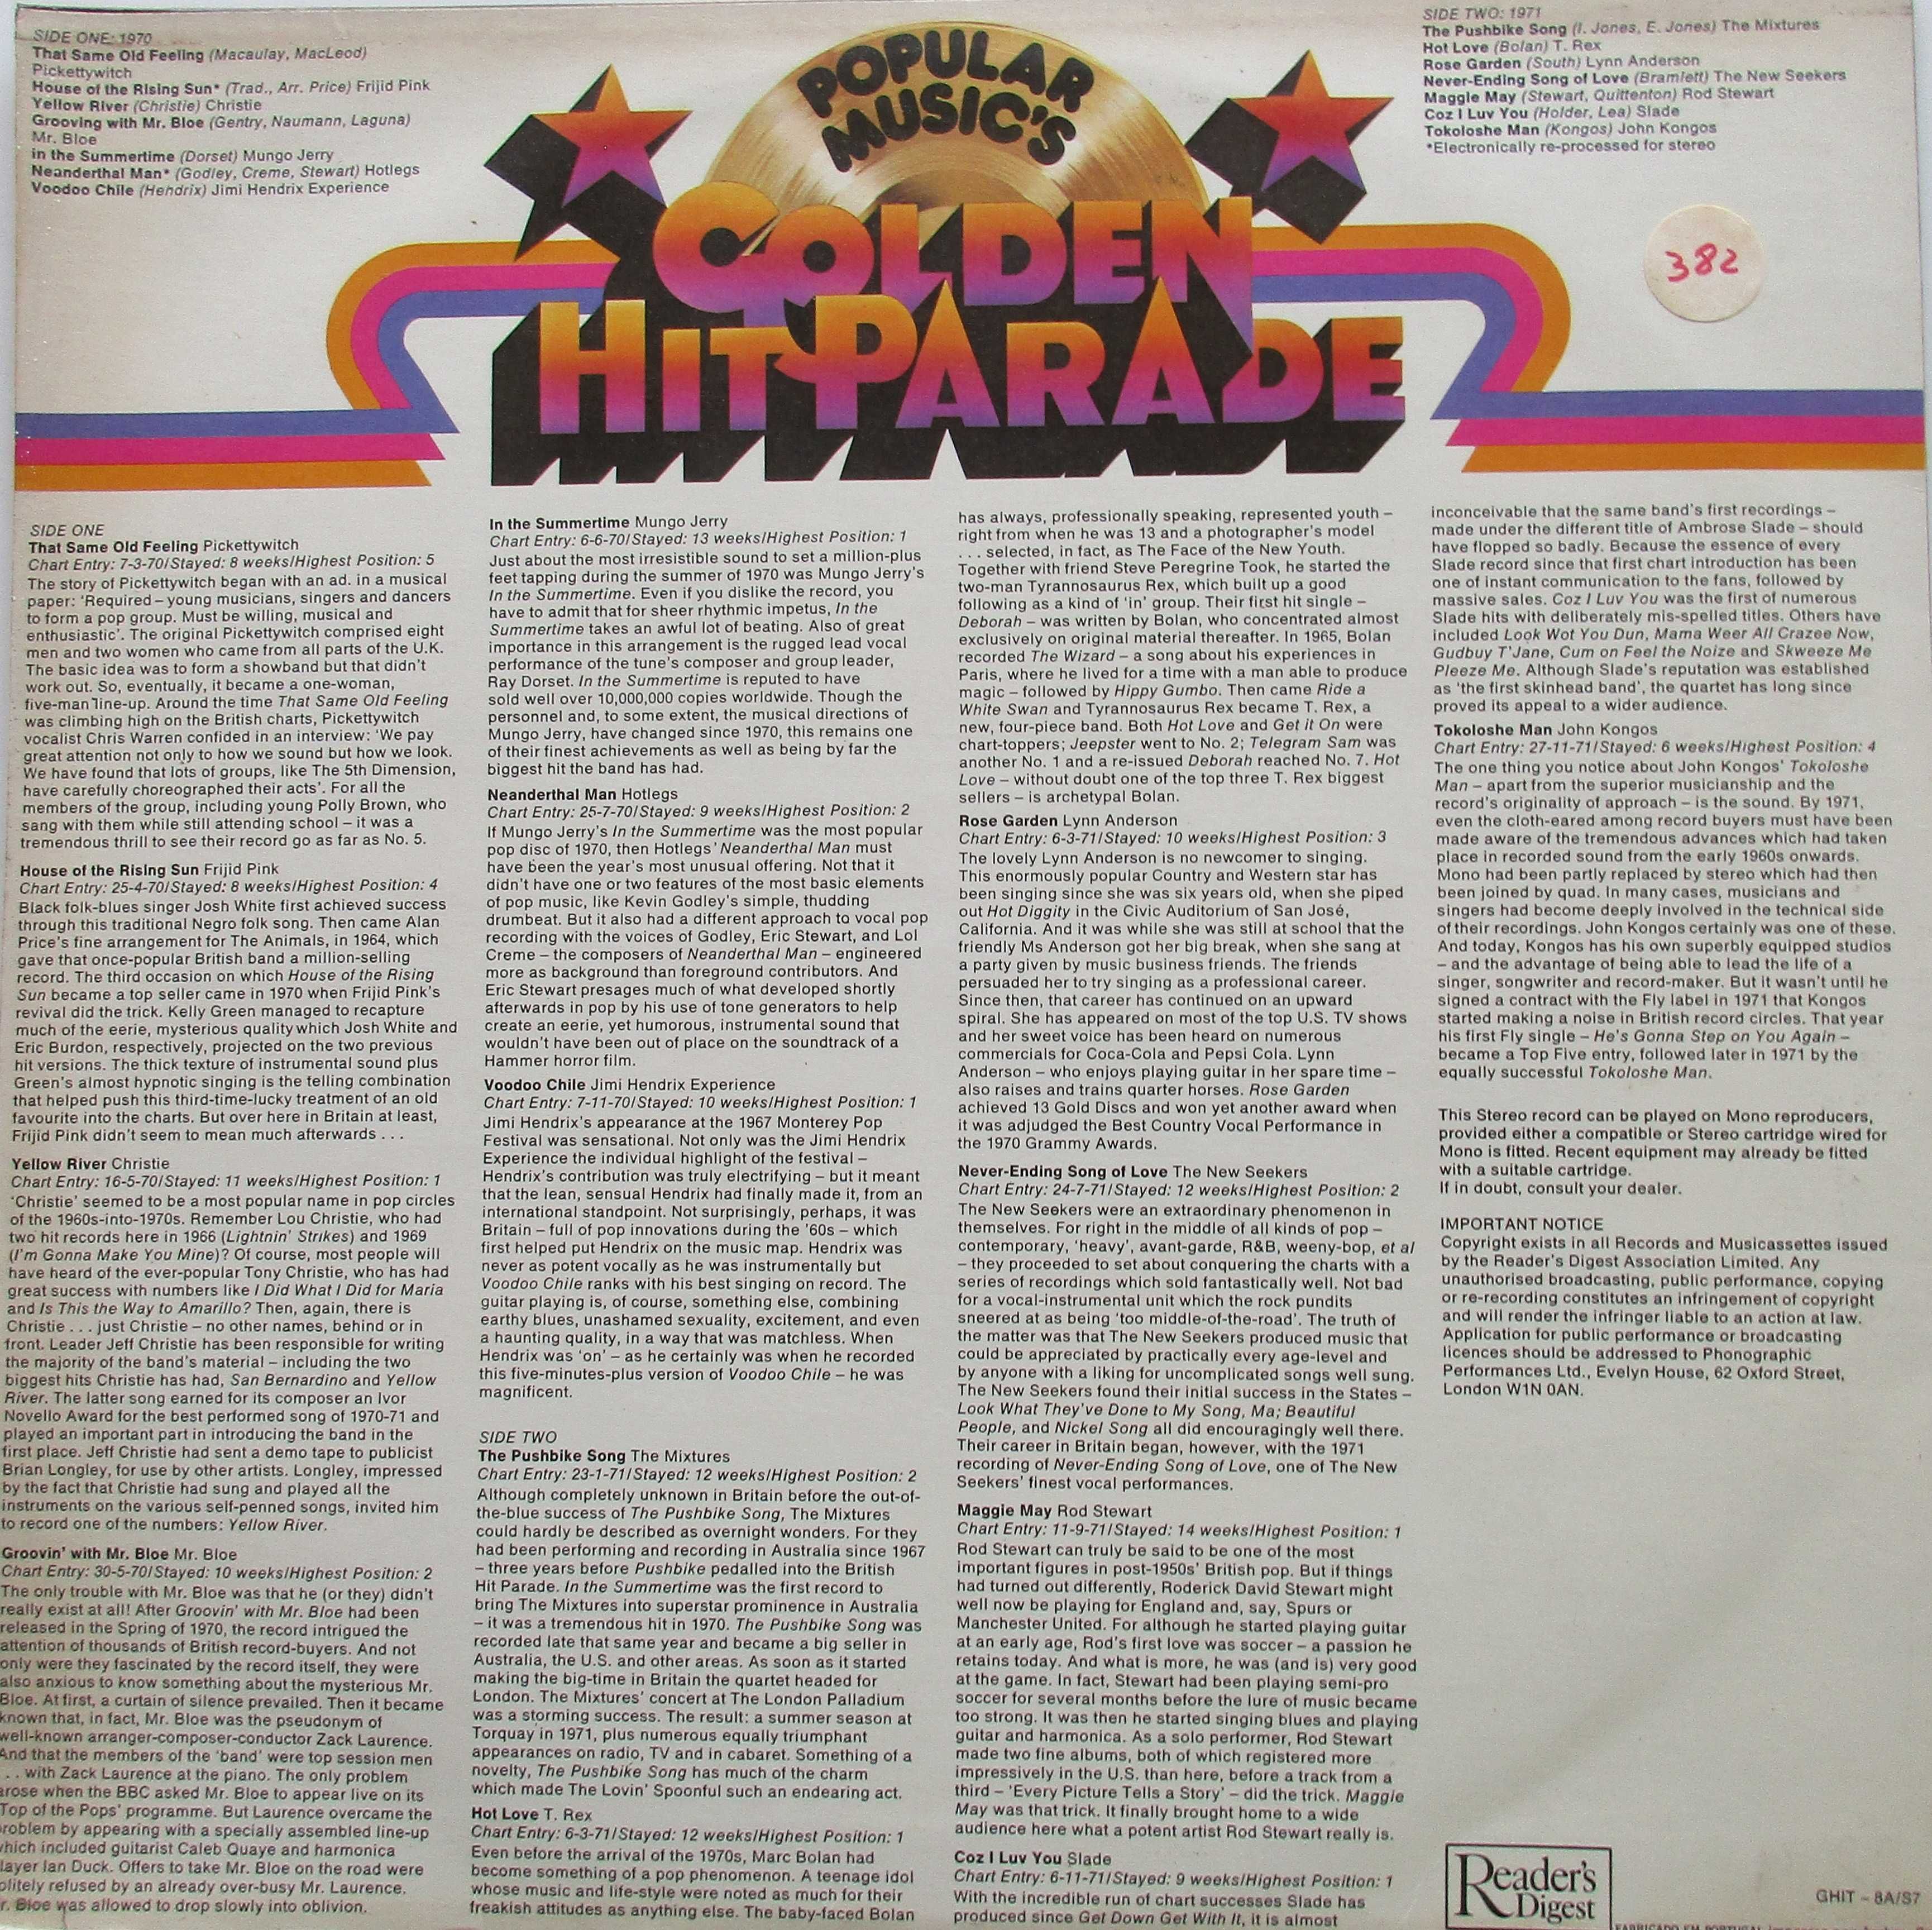 SIDE ONE: 1970
That Same Old Feeling (Macaulay, MacLeod)
Pickettywitch
House of the Rising Sun* (Trad., Arr. Price) Frijid Pink
Yellow River (Christie) Christie
Grooving with Mr. Bloe (Gentry, Naumann, Laguna)
Mr. Bloe
in the Summertime (Dorset) Mungo Jerry
Neanderthal Man* (Godley, Creme, Stewart) Hotlegs
Voodoo Chile (Hendrix) Jimi Hendrix Experience
POPULAR
MUSIC'S
GOLDEN
HIT PARADE
SIDE TWO: 1971
The Pushbike Song (I. Jones, E. Jones) The Mixtures
Hot Love (Bolan) T. Rex
Rose Garden (South) Lynn Anderson
Never-Ending Song of Love (Bramlett) The New Seekers
Maggie May (Stewart, Quittenton) Rod Stewart
Coz I Luv You (Holder, Lea) Slade
Tokoloshe Man (Kongos) John Kongos
*Electronically re-processed for stereo
382
SIDE ONE
That Same Old Feeling Pickettywitch
Chart Entry: 7-3-70/Stayed: 8 weeks/Highest Position: 5
The story of Pickettywitch began with an ad. in a musical
paper: 'Required – young musicians, singers and dancers
to form a pop group. Must be willing, musical and
enthusiastic'. The original Pickettywitch comprised eight
men and two women who came from all parts of the U.K.
The basic idea was to form a showband but that didn't
work out. So, eventually, it became a one-woman,
five-man line-up. Around the time That Same Old Feeling
was climbing high on the British charts, Pickettywitch
vocalist Chris Warren confided in an interview: 'We pay
great attention not only to how we sound but how we look.
We have found that lots of groups, like The 5th Dimension,
have carefully choreographed their acts'. For all the
members of the group, including young Polly Brown, who
sang with them while still attending school – it was a
tremendous thrill to see their record go as far as No. 5.
House of the Rising Sun Frijid Pink
Chart Entry: 25-4-70/Stayed: 8 weeks/Highest Position: 4
Black folk-blues singer Josh White first achieved success
through this traditional Negro folk song. Then came Alan
Price's fine arrangement for The Animals, in 1964, which
gave that once-popular British band a million-selling
record. The third occasion on which House of the Rising
Sun became a top seller came in 1970 when Frijid Pink's
revival did the trick. Kelly Green managed to recapture
much of the eerie, mysterious quality which Josh White and
Eric Burdon, respectively, projected on the two previous
hit versions. The thick texture of instrumental sound plus
Green's almost hypnotic singing is the telling combination
that helped push this third-time-lucky treatment of an old
favourite into the charts. But over here in Britain at least,
Frijid Pink didn't seem to mean much afterwards . . .
Yellow River Christie
Chart Entry: 16-5-70/Stayed: 11 weeks/Highest Position: 1
'Christie' seemed to be a most popular name in pop circles
of the 1960s-into-1970s. Remember Lou Christie, who had
two hit records here in 1966 (Lightnin' Strikes) and 1969
(I'm Gonna Make You Mine)? Of course, most people will
have heard of the ever-popular Tony Christie, who has had
great success with numbers like I Did What I Did for Maria
and Is This the Way to Amarillo? Then, again, there is
Christie . . . just Christie – no other names, behind or in
front. Leader Jeff Christie has been responsible for writing
the majority of the band's material – including the two
biggest hits Christie has had, San Bernardino and Yellow
River. The latter song earned for its composer an Ivor
Novello Award for the best performed song of 1970-71 and
played an important part in introducing the band in the
first place. Jeff Christie had sent a demo tape to publicist
Brian Longley, for use by other artists. Longley, impressed
by the fact that Christie had sung and played all the
instruments on the various self-penned songs, invited him
to record one of the numbers: Yellow River.
Groovin' with Mr. Bloe Mr. Bloe
Chart Entry: 30-5-70/Stayed: 10 weeks/Highest Position: 2
The only trouble with Mr. Bloe was that he (or they) didn't
really exist at all! After Groovin' with Mr. Bloe had been
released in the Spring of 1970, the record intrigued the
attention of thousands of British record-buyers. And not
only were they fascinated by the record itself, they were
also anxious to know something about the mysterious Mr.
Bloe. At first, a curtain of silence prevailed. Then it became
known that, in fact, Mr. Bloe was the pseudonym of
well-known arranger-composer-conductor Zack Laurence.
And that the members of the 'band' were top session men
. . with Zack Laurence at the piano. The only problem
arose when the BBC asked Mr. Bloe to appear live on its
Top of the Pops' programme. But Laurence overcame the
roblem by appearing with a specially assembled line-up
which included guitarist Caleb Quaye and harmonica
layer Ian Duck. Offers to take Mr. Bloe on the road were
olitely refused by an already over-busy Mr. Laurence.
r. Bloe was allowed to drop slowly into oblivion.
In the Summertime Mungo Jerry
Chart Entry: 6-6-70/Stayed: 13 weeks/Highest Position: 1
Just about the most irresistible sound to set a million-plus
feet tapping during the summer of 1970 was Mungo Jerry's
In the Summertime. Even if you dislike the record, you
have to admit that for sheer rhythmic impetus, In the
Summertime takes an awful lot of beating. Also of great
importance in this arrangement is the rugged lead vocal
performance of the tune's composer and group leader,
Ray Dorset. In the Summertime is reputed to have
sold well over 10,000,000 copies worldwide. Though the
personnel and, to some extent, the musical directions of
Mungo Jerry, have changed since 1970, this remains one
of their finest achievements as well as being by far the
biggest hit the band has had.
Neanderthal Man Hotlegs
Chart Entry: 25-7-70/Stayed: 9 weeks/Highest Position: 2
If Mungo Jerry's In the Summertime was the most popular
pop disc of 1970, then Hotlegs' Neanderthal Man must
have been the year's most unusual offering. Not that it
didn't have one or two features of the most basic elements
of pop music, like Kevin Godley's simple, thudding
drumbeat. But it also had a different approach to vocal pop
recording with the voices of Godley, Eric Stewart, and Lol
Creme – the composers of Neanderthal Man – engineered
more as background than foreground contributors. And
Eric Stewart presages much of what developed shortly
afterwards in pop by his use of tone generators to help
create an eerie, yet humorous, instrumental sound that
wouldn't have been out of place on the soundtrack of a
Hammer horror film.
Voodoo Chile Jimi Hendrix Experience
Chart Entry: 7-11-70/Stayed: 10 weeks/Highest Position: 1
Jimi Hendrix's appearance at the 1967 Monterey Pop
Festival was sensational. Not only was the Jimi Hendrix
Experience the individual highlight of the festival –
Hendrix's contribution was truly electrifying – but it meant
that the lean, sensual Hendrix had finally made it, from an
international standpoint. Not surprisingly, perhaps, it was
Britain – full of pop innovations during the '60s – which
first helped put Hendrix on the music map. Hendrix was
never as potent vocally as he was instrumentally but
Voodoo Chile ranks with his best singing on record. The
guitar playing is, of course, something else, combining
earthy blues, unashamed sexuality, excitement, and even
a haunting quality, in a way that was matchless. When
Hendrix was 'on' – as he certainly was when he recorded
this five-minutes-plus version of Voodoo Chile – he was
magnificent.
SIDE TWO
The Pushbike Song The Mixtures
Chart Entry: 23-1-71/Stayed: 12 weeks/Highest Position: 2
Although completely unknown in Britain before the out-of-
the-blue success of The Pushbike Song, The Mixtures
could hardly be described as overnight wonders. For they
had been performing and recording in Australia since 1967
– three years before Pushbike pedalled into the British
Hit Parade. In the Summertime was the first record to
bring The Mixtures into superstar prominence in Australia
– it was a tremendous hit in 1970. The Pushbike Song was
recorded late that same year and became a big seller in
Australia, the U.S. and other areas. As soon as it started
making the big-time in Britain the quartet headed for
London. The Mixtures' concert at The London Palladium
was a storming success. The result: a summer season at
Torquay in 1971, plus numerous equally triumphant
appearances on radio, TV and in cabaret. Something of a
novelty, The Pushbike Song has much of the charm
which made The Lovin' Spoonful such an endearing act.
Hot Love T. Rex
Chart Entry: 6-3-71/Stayed: 12 weeks/Highest Position: 1
Even before the arrival of the 1970s, Marc Bolan had
become something of a pop phenomenon. A teenage idol
whose music and life-style were noted as much for their
freakish attitudes as anything else. The baby-faced Bolan
has always, professionally speaking, represented youth –
right from when he was 13 and a photographer's model
. . . selected, in fact, as The Face of the New Youth.
Together with friend Steve Peregrine Took, he started the
two-man Tyrannosaurus Rex, which built up a good
following as a kind of 'in' group. Their first hit single –
Deborah – was written by Bolan, who concentrated almost
exclusively on original material thereafter. In 1965, Bolan
recorded The Wizard – a song about his experiences in
Paris, where he lived for a time with a man able to produce
magic – followed by Hippy Gumbo. Then came Ride a
White Swan and Tyrannosaurus Rex became T. Rex, a
new, four-piece band. Both Hot Love and Get it On were
chart-toppers; Jeepster went to No. 2; Telegram Sam was
another No. 1 and a re-issued Deborah reached No. 7. Hot
Love – without doubt one of the top three T. Rex biggest
sellers – is archetypal Bolan.
Rose Garden Lynn Anderson
Chart Entry: 6-3-71/Stayed: 10 weeks/Highest Position: 3
The lovely Lynn Anderson is no newcomer to singing.
This enormously popular Country and Western star has
been singing since she was six years old, when she piped
out Hot Diggity in the Civic Auditorium of San José,
California. And it was while she was still at school that the
friendly Ms Anderson got her big break, when she sang at
a party given by music business friends. The friends
persuaded her to try singing as a professional career.
Since then, that career has continued on an upward
spiral. She has appeared on most of the top U.S. TV shows
and her sweet voice has been heard on numerous
commercials for Coca-Cola and Pepsi Cola. Lynn
Anderson – who enjoys playing guitar in her spare time –
also raises and trains quarter horses. Rose Garden
achieved 13 Gold Discs and won yet another award when
it was adjudged the Best Country Vocal Performance in
the 1970 Grammy Awards.
Never-Ending Song of Love The New Seekers
Chart Entry: 24-7-71/Stayed: 12 weeks/Highest Position: 2
The New Seekers were an extraordinary phenomenon in
themselves. For right in the middle of all kinds of pop –
contemporary, 'heavy', avant-garde, R&B, weeny-bop, et al
– they proceeded to set about conquering the charts with a
series of recordings which sold fantastically well. Not bad
for a vocal-instrumental unit which the rock pundits
sneered at as being 'too middle-of-the-road'. The truth of
the matter was that The New Seekers produced music that
could be appreciated by practically every age-level and
by anyone with a liking for uncomplicated songs well sung.
The New Seekers found their initial success in the States –
Look What They've Done to My Song, Ma; Beautiful
People, and Nickel Song all did encouragingly well there.
Their career in Britain began, however, with the 1971
recording of Never-Ending Song of Love, one of The New
Seekers' finest vocal performances.
Maggie May Rod Stewart
Chart Entry: 11-9-71/Stayed: 14 weeks/Highest Position: 1
Rod Stewart can truly be said to be one of the most
important figures in post-1950s' British pop. But if things
had turned out differently, Roderick David Stewart might
well now be playing for England and, say, Spurs or
Manchester United. For although he started playing guitar
at an early age, Rod's first love was soccer – a passion he
retains today. And what is more, he was (and is) very good
at the game. In fact, Stewart had been playing semi-pro
soccer for several months before the lure of music became
too strong. It was then he started singing blues and playing
guitar and harmonica. As a solo performer, Rod Stewart
made two fine albums, both of which registered more
impressively in the U.S. than here, before a track from a
third – 'Every Picture Tells a Story' – did the trick. Maggie
May was that trick. It finally brought home to a wide
audience here what a potent artist Rod Stewart really is.
Coz I Luv You Slade
Chart Entry: 6-11-71/Stayed: 9 weeks/Highest Position: 1
With the incredible run of chart successes Slade has
produced since Get Down Get With It, it is almost
inconceivable that the same band's first recordings –
made under the different title of Ambrose Slade – should
have flopped so badly. Because the essence of every
Slade record since that first chart introduction has been
one of instant communication to the fans, followed by
massive sales. Coz I Luv You was the first of numerous
Slade hits with deliberately mis-spelled titles. Others have
included Look Wot You Dun, Mama Weer All Crazee Now,
Gudbuy T'Jane, Cum on Feel the Noize and Skweeze Me
Pleeze Me. Although Slade's reputation was established
as 'the first skinhead band', the quartet has long since
proved its appeal to a wider audience.
Tokoloshe Man John Kongos
Chart Entry: 27-11-71/Stayed: 6 weeks/Highest Position: 4
The one thing you notice about John Kongos' Tokoloshe
Man – apart from the superior musicianship and the
record's originality of approach – is the sound. By 1971,
even the cloth-eared among record buyers must have been
made aware of the tremendous advances which had taken
place in recorded sound from the early 1960s onwards.
Mono had been partly replaced by stereo which had then
been joined by quad. In many cases, musicians and
singers had become deeply involved in the technical side
of their recordings. John Kongos certainly was one of these.
And today, Kongos has his own superbly equipped studios
– and the advantage of being able to lead the life of a
singer, songwriter and record-maker. But it wasn't until he
signed a contract with the Fly label in 1971 that Kongos
started making a noise in British record circles. That year
his first Fly single – He's Gonna Step on You Again –
became a Top Five entry, followed later in 1971 by the
equally successful Tokoloshe Man.
This Stereo record can be played on Mono reproducers,
provided either a compatible or Stereo cartridge wired for
Mono is fitted. Recent equipment may already be fitted
with a suitable cartridge.
If in doubt, consult your dealer.
IMPORTANT NOTICE
Copyright exists in all Records and Musicassettes issued
by the Reader's Digest Association Limited. Any
unauthorised broadcasting, public performance, copying
or re-recording constitutes an infringement of copyright
and will render the infringer liable to an action at law.
Application for public performance or broadcasting
licences should be addressed to Phonographic
Performances Ltd., Evelyn House, 62 Oxford Street,
London W1N 0AN.
Reader's
Digest
GHIT – 8A/S7
FABRICADO EM PORTUGAL